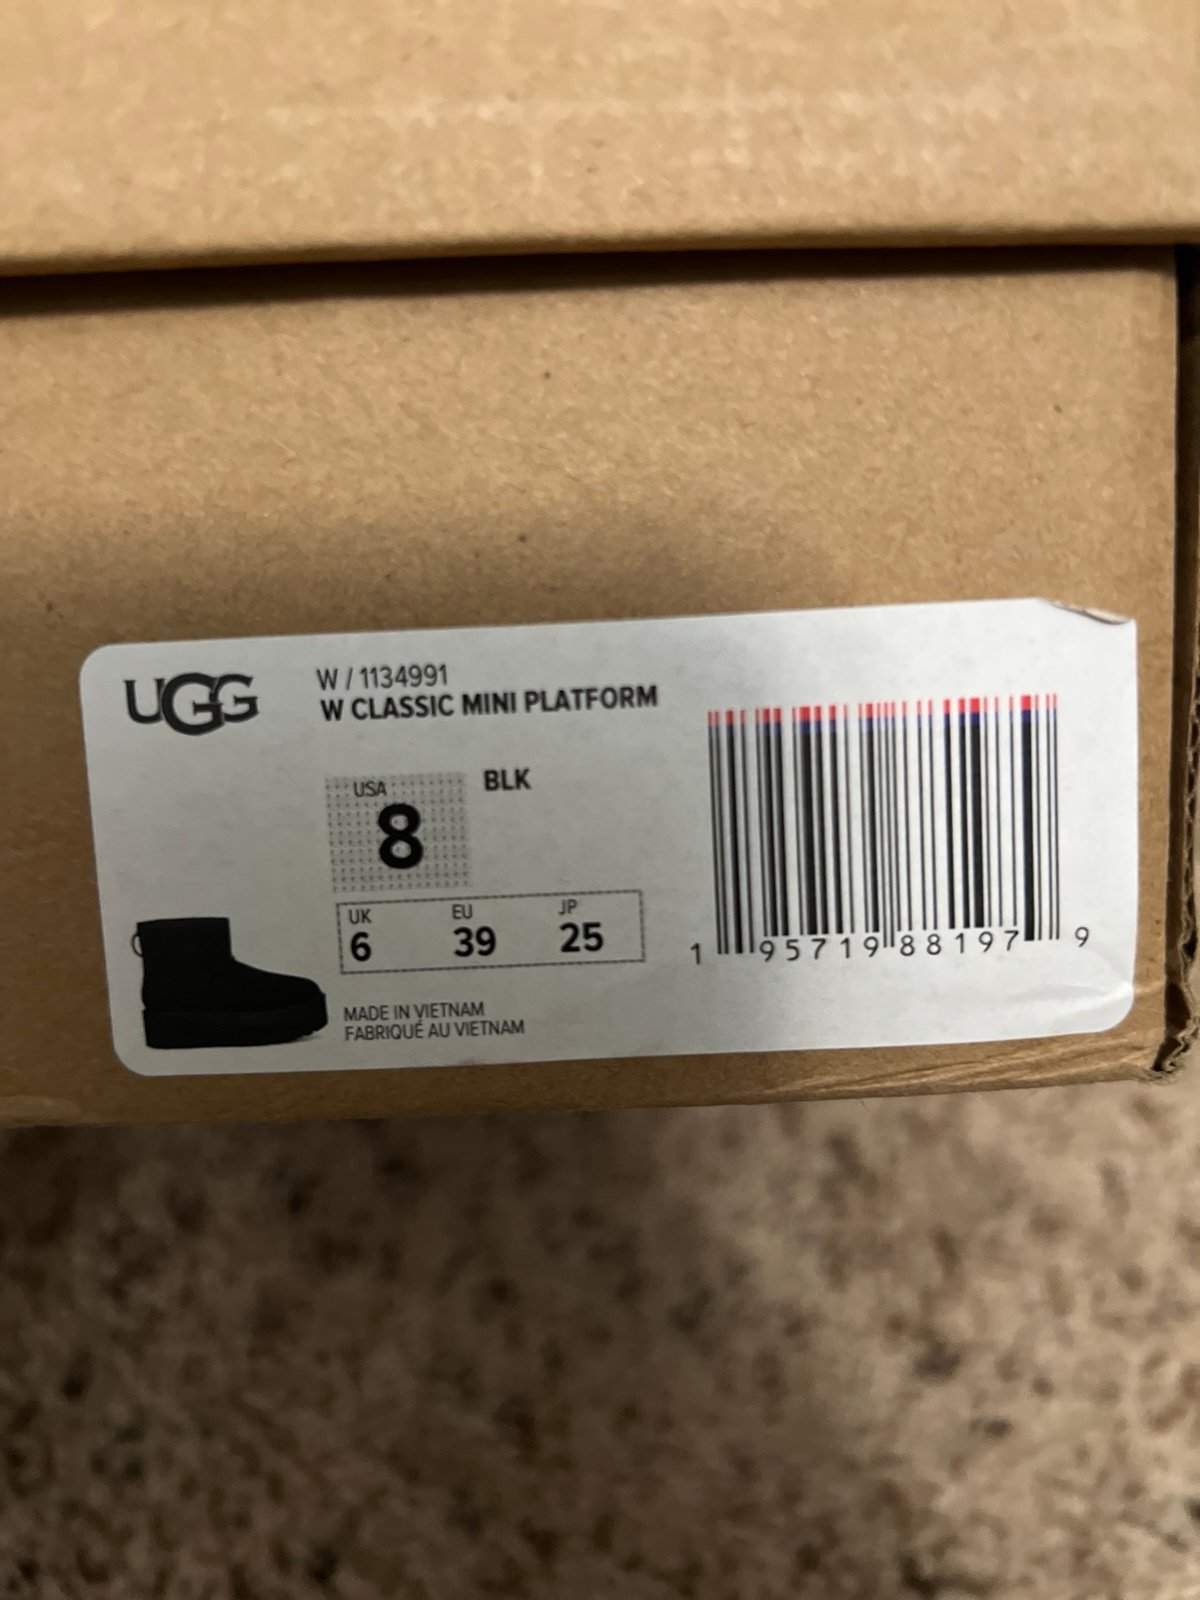 UGG
W / 1134991
W CLASSIC MINI PLATFORM
USA
8
BLK
UK EU JP
6 39 25
MADE IN VIETNAM
FABRIQUÉ AU VIETNAM
1 95719 88197 9